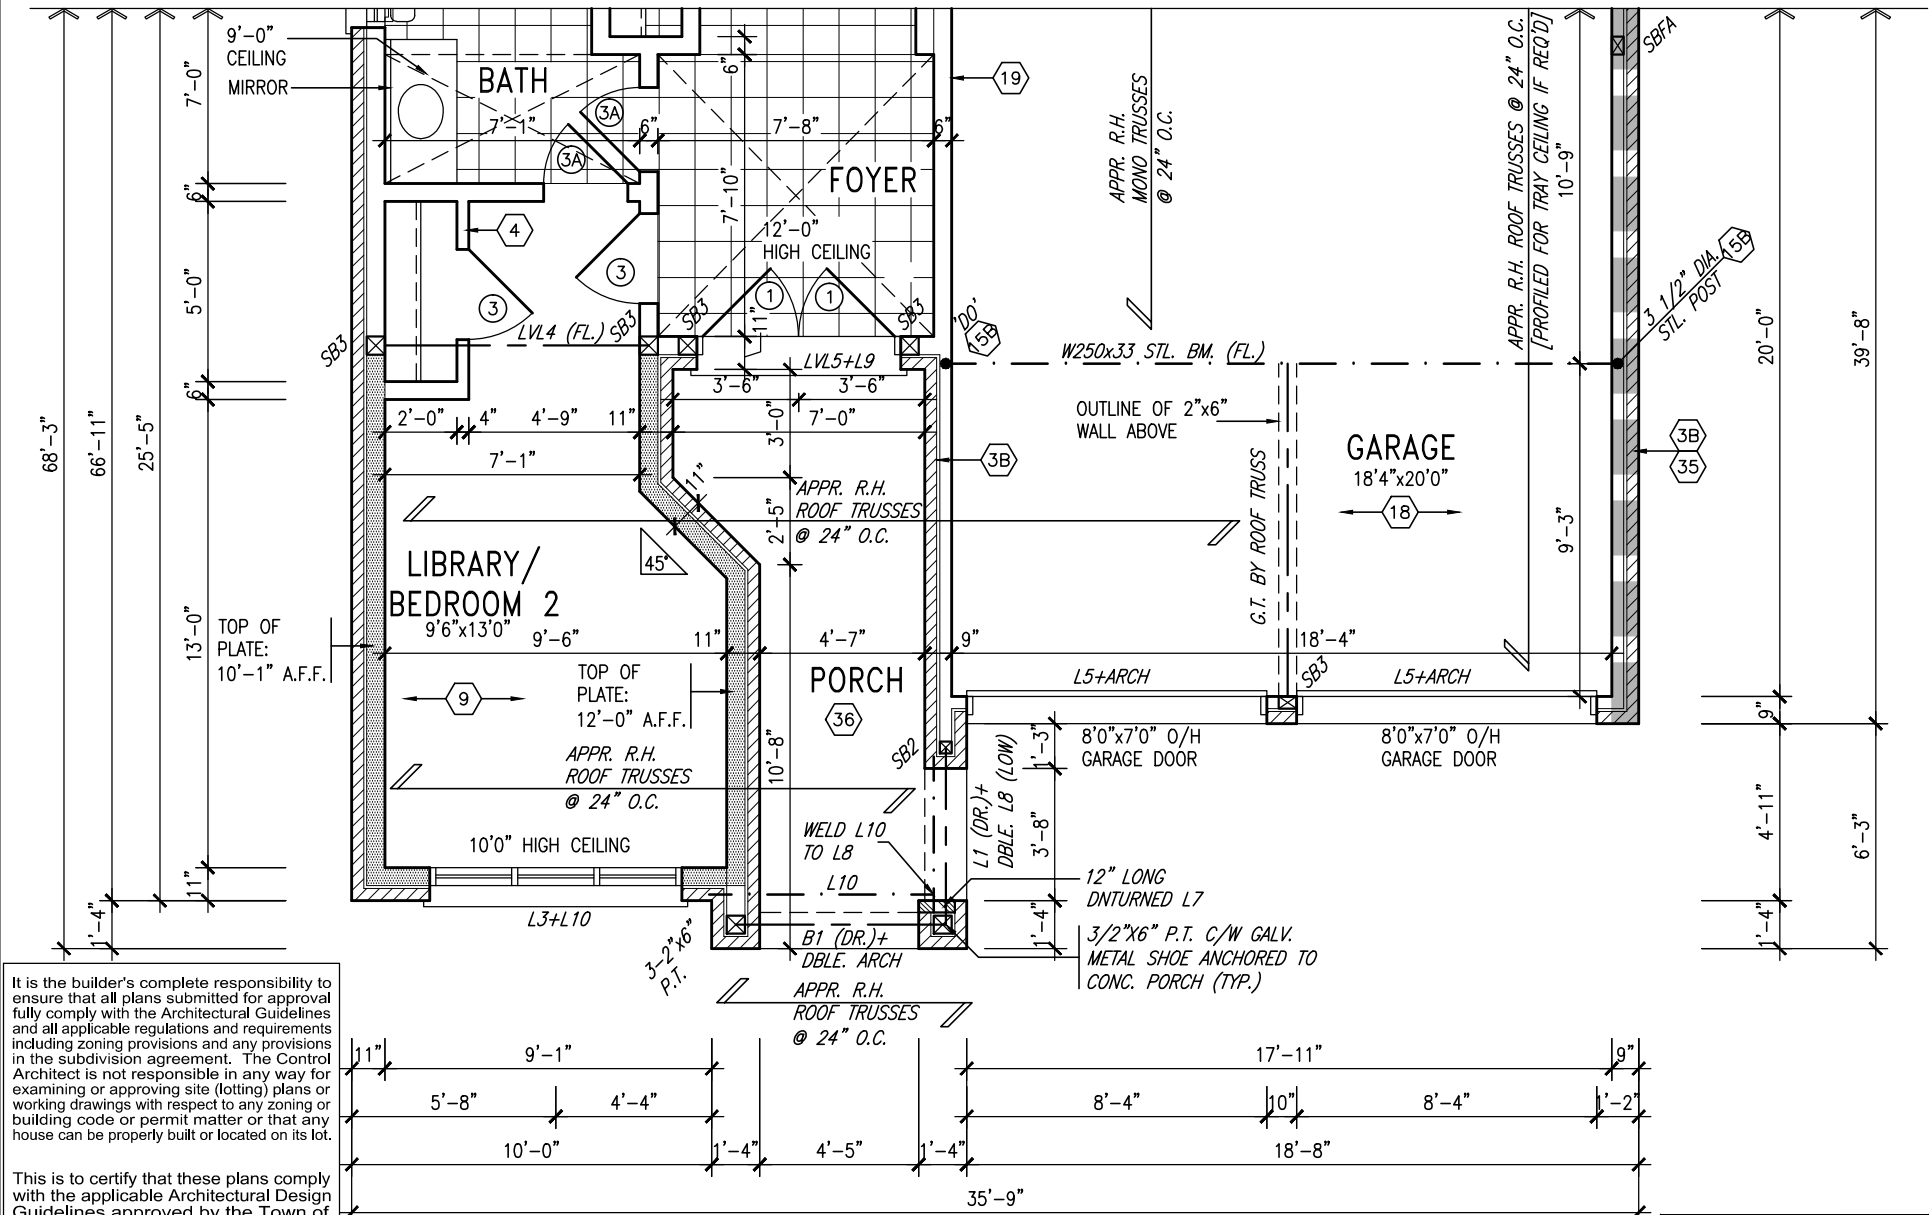 9'-0"
CEILING
MIRROR
BATH
3A
3A
7'-1"
6"
7'-8"
6"
6"
7'-10"
FOYER
12'-0"
HIGH CEILING
19
4
3
3
1
1
11"
SB3
SB3
SB3
SB3
LVL4 (FL.)
'DO'
15B
LVL5+L9
3'-6"
3'-6"
7'-0"
APPR. R.H.
MONO TRUSSES
@ 24" O.C.
APPR. R.H. ROOF TRUSSES @ 24" O.C.
[PROFILED FOR TRAY CEILING IF REQ'D]
10'-9"
SBFA
3 1/2" DIA.
STL. POST
15B
W250x33 STL. BM. (FL.)
OUTLINE OF 2"x6"
WALL ABOVE
GARAGE
18'4"x20'0"
18
3B
35
3B
G.T. BY ROOF TRUSS
9'-3"
20'-0"
39'-8"
9"
4'-11"
1'-4"
6'-3"
68'-3"
66'-11"
25'-5"
7'-0"
6"
5'-0"
6"
13'-0"
11"
1'-4"
2'-0"
4"
4'-9"
11"
7'-1"
3'-0"
2'-5"
11"
45°
APPR. R.H.
ROOF TRUSSES
@ 24" O.C.
LIBRARY/
BEDROOM 2
9'6"x13'0"
9'-6"
11"
4'-7"
9"
18'-4"
TOP OF
PLATE:
10'-1" A.F.F.
TOP OF
PLATE:
12'-0" A.F.F.
9
PORCH
36
10'-8"
APPR. R.H.
ROOF TRUSSES
@ 24" O.C.
10'0" HIGH CEILING
L3+L10
SB3
L5+ARCH
L5+ARCH
8'0"x7'0" O/H
GARAGE DOOR
8'0"x7'0" O/H
GARAGE DOOR
SB2
L1 (DR.)+
DBLE. L8 (LOW)
1'-3"
3'-8"
1'-4"
WELD L10
TO L8
L10
12" LONG
DNTURNED L7
3/2"X6" P.T. C/W GALV.
METAL SHOE ANCHORED TO
CONC. PORCH (TYP.)
3-2"x6"
P.T.
B1 (DR.)+
DBLE. ARCH
APPR. R.H.
ROOF TRUSSES
@ 24" O.C.
11"
9'-1"
17'-11"
9"
5'-8"
4'-4"
8'-4"
10"
8'-4"
1'-2"
10'-0"
1'-4"
4'-5"
1'-4"
18'-8"
35'-9"
It is the builder's complete responsibility to
ensure that all plans submitted for approval
fully comply with the Architectural Guidelines
and all applicable regulations and requirements
including zoning provisions and any provisions
in the subdivision agreement. The Control
Architect is not responsible in any way for
examining or approving site (lotting) plans or
working drawings with respect to any zoning or
building code or permit matter or that any
house can be properly built or located on its lot.
This is to certify that these plans comply
with the applicable Architectural Design
Guidelines approved by the Town of